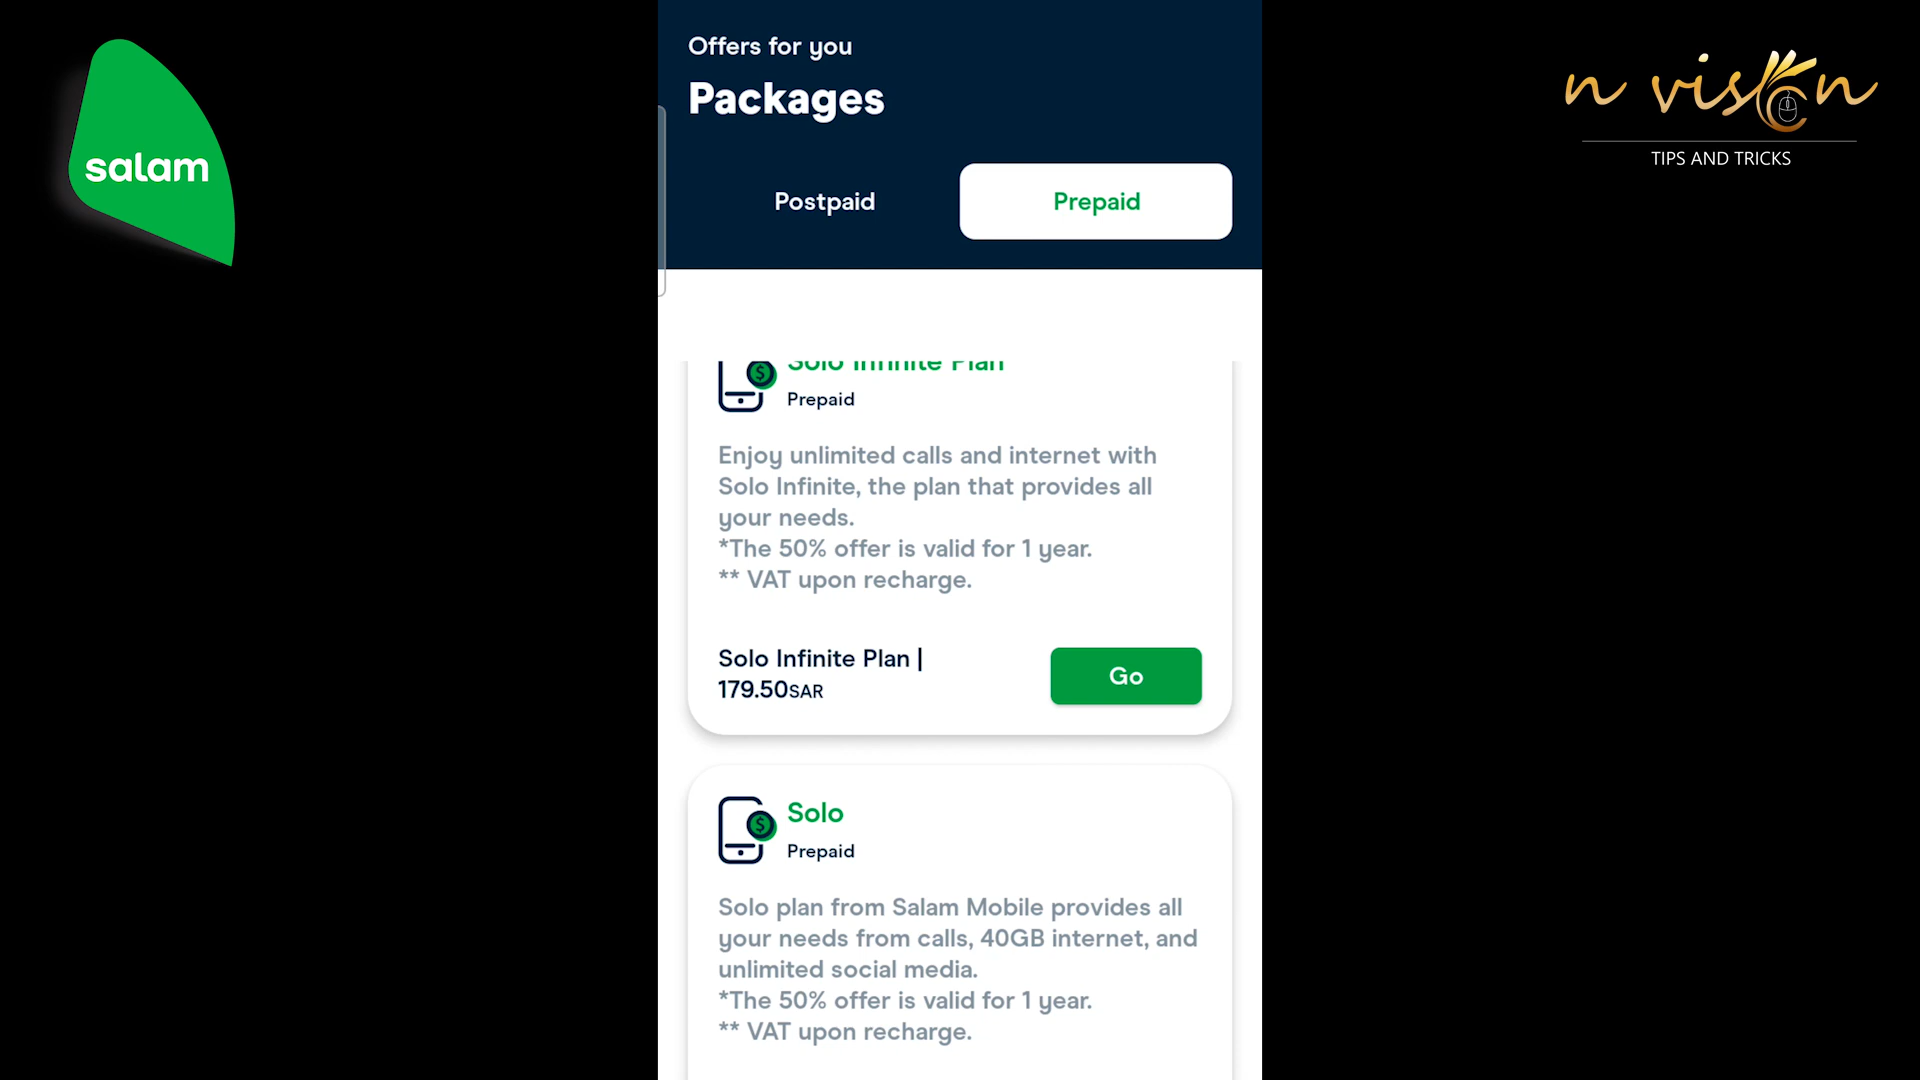 salam
n vision
TIPS AND TRICKS
Offers for you
Packages
Postpaid
Prepaid
Solo Infinite Plan
Prepaid
Enjoy unlimited calls and internet with
Solo Infinite, the plan that provides all
your needs.
*The 50% offer is valid for 1 year.
** VAT upon recharge.
Solo Infinite Plan |
179.50SAR
Go
Solo
Prepaid
Solo plan from Salam Mobile provides all
your needs from calls, 40GB internet, and
unlimited social media.
*The 50% offer is valid for 1 year.
** VAT upon recharge.